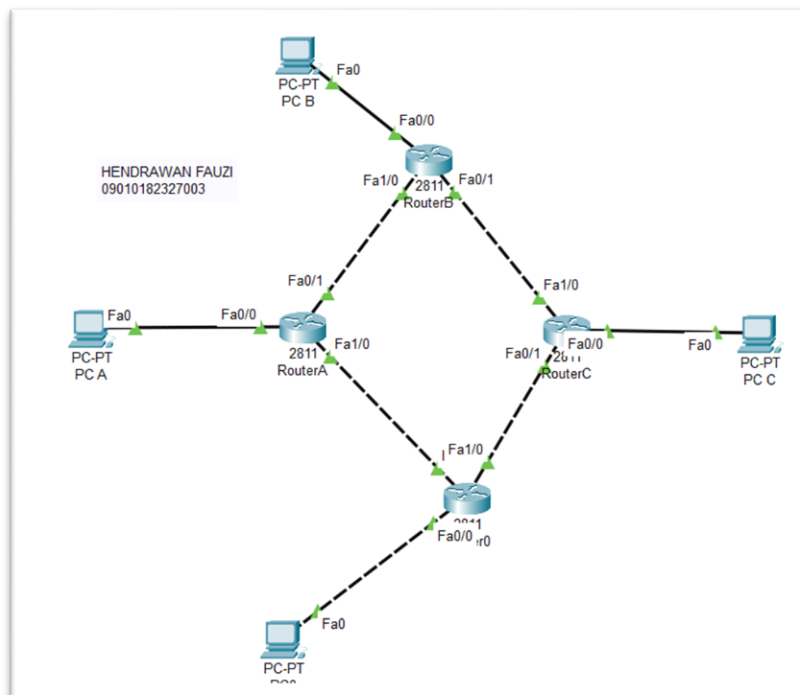 Fa0
PC-PT
PC B
Fa0/0
HENDRAWAN FAUZI
09010182327003
Fa1/0
Fa0/1
2811
RouterB
Fa0/1
Fa1/0
Fa0
Fa0/0
PC-PT
PC A
2811
RouterA
Fa1/0
Fa0/1
Fa0/0
2811
RouterC
Fa0
PC-PT
PC C
Fa1/0
2811
Fa0/0
Fa0
PC-PT